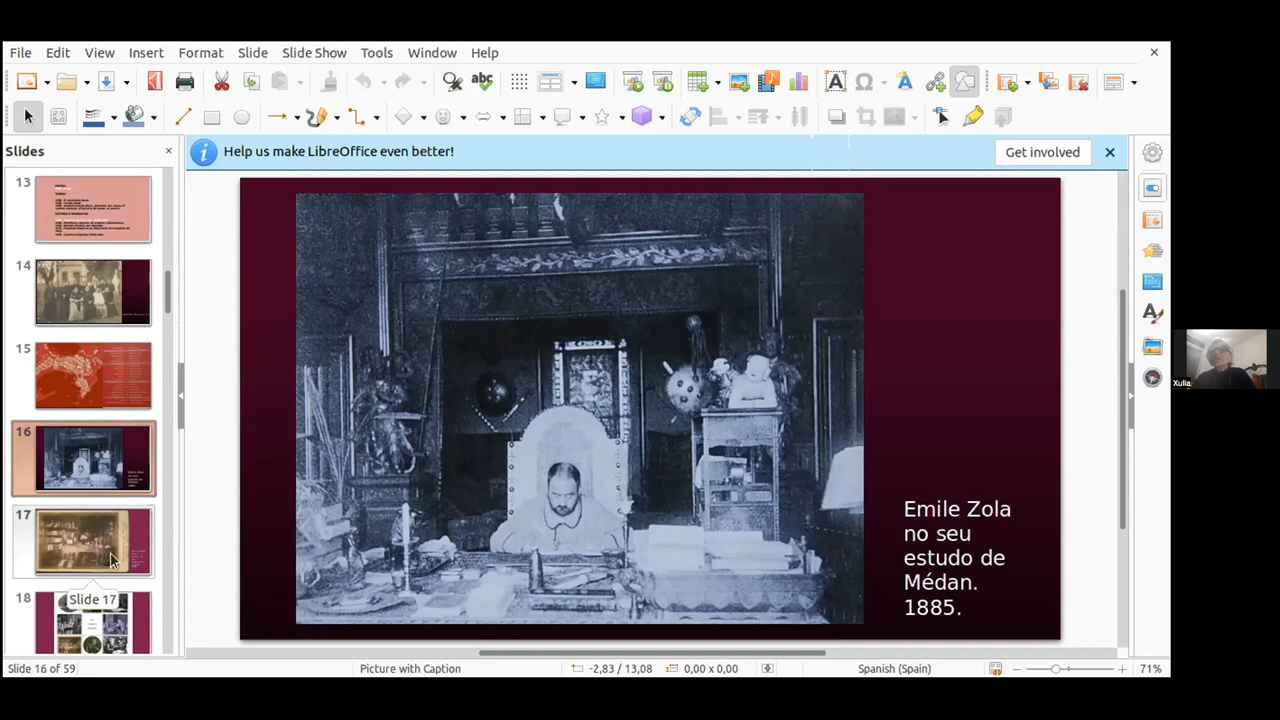 File Edit View Insert Format Slide Slide Show Tools Window Help
Slides
Help us make LibreOffice even better!
Get involved
13
14
15
16
17
Slide 17
18
Emile Zola
no seu
estudo de
Médan.
1885.
Xulia
Slide 16 of 59
Picture with Caption
-2,83 / 13,08
0,00 x 0,00
Spanish (Spain)
71%